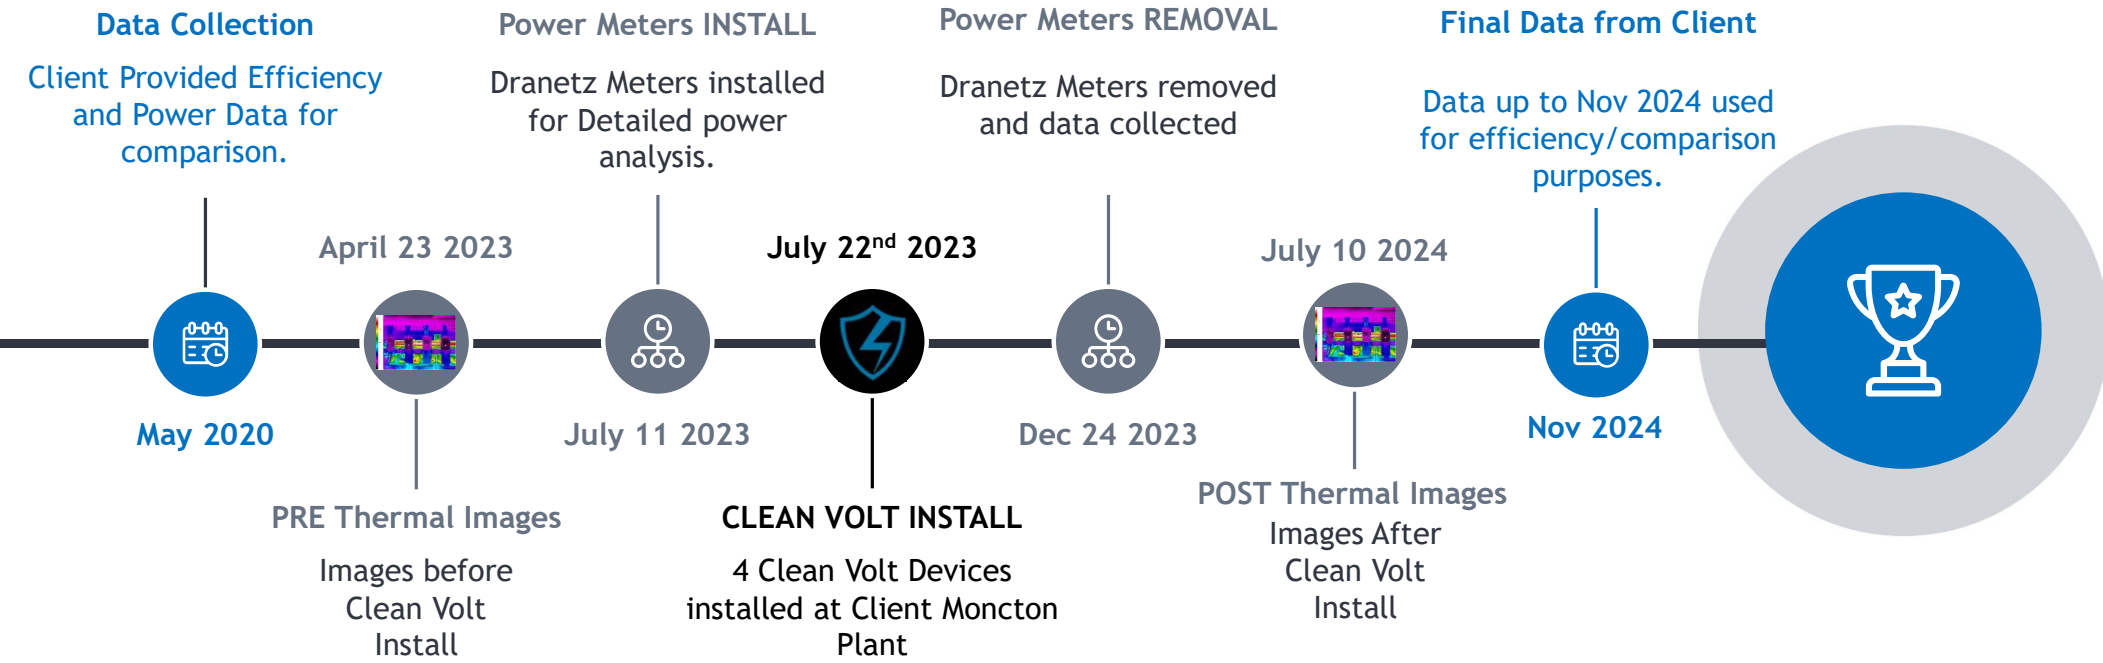 Data Collection
Client Provided Efficiency
and Power Data for
comparison.
May 2020
April 23 2023
PRE Thermal Images
Images before
Clean Volt
Install
Power Meters INSTALL
Dranetz Meters installed
for Detailed power
analysis.
July 11 2023
July 22nd 2023
CLEAN VOLT INSTALL
4 Clean Volt Devices
installed at Client Moncton
Plant
Power Meters REMOVAL
Dranetz Meters removed
and data collected
Dec 24 2023
July 10 2024
POST Thermal Images
Images After
Clean Volt
Install
Final Data from Client
Data up to Nov 2024 used
for efficiency/comparison
purposes.
Nov 2024